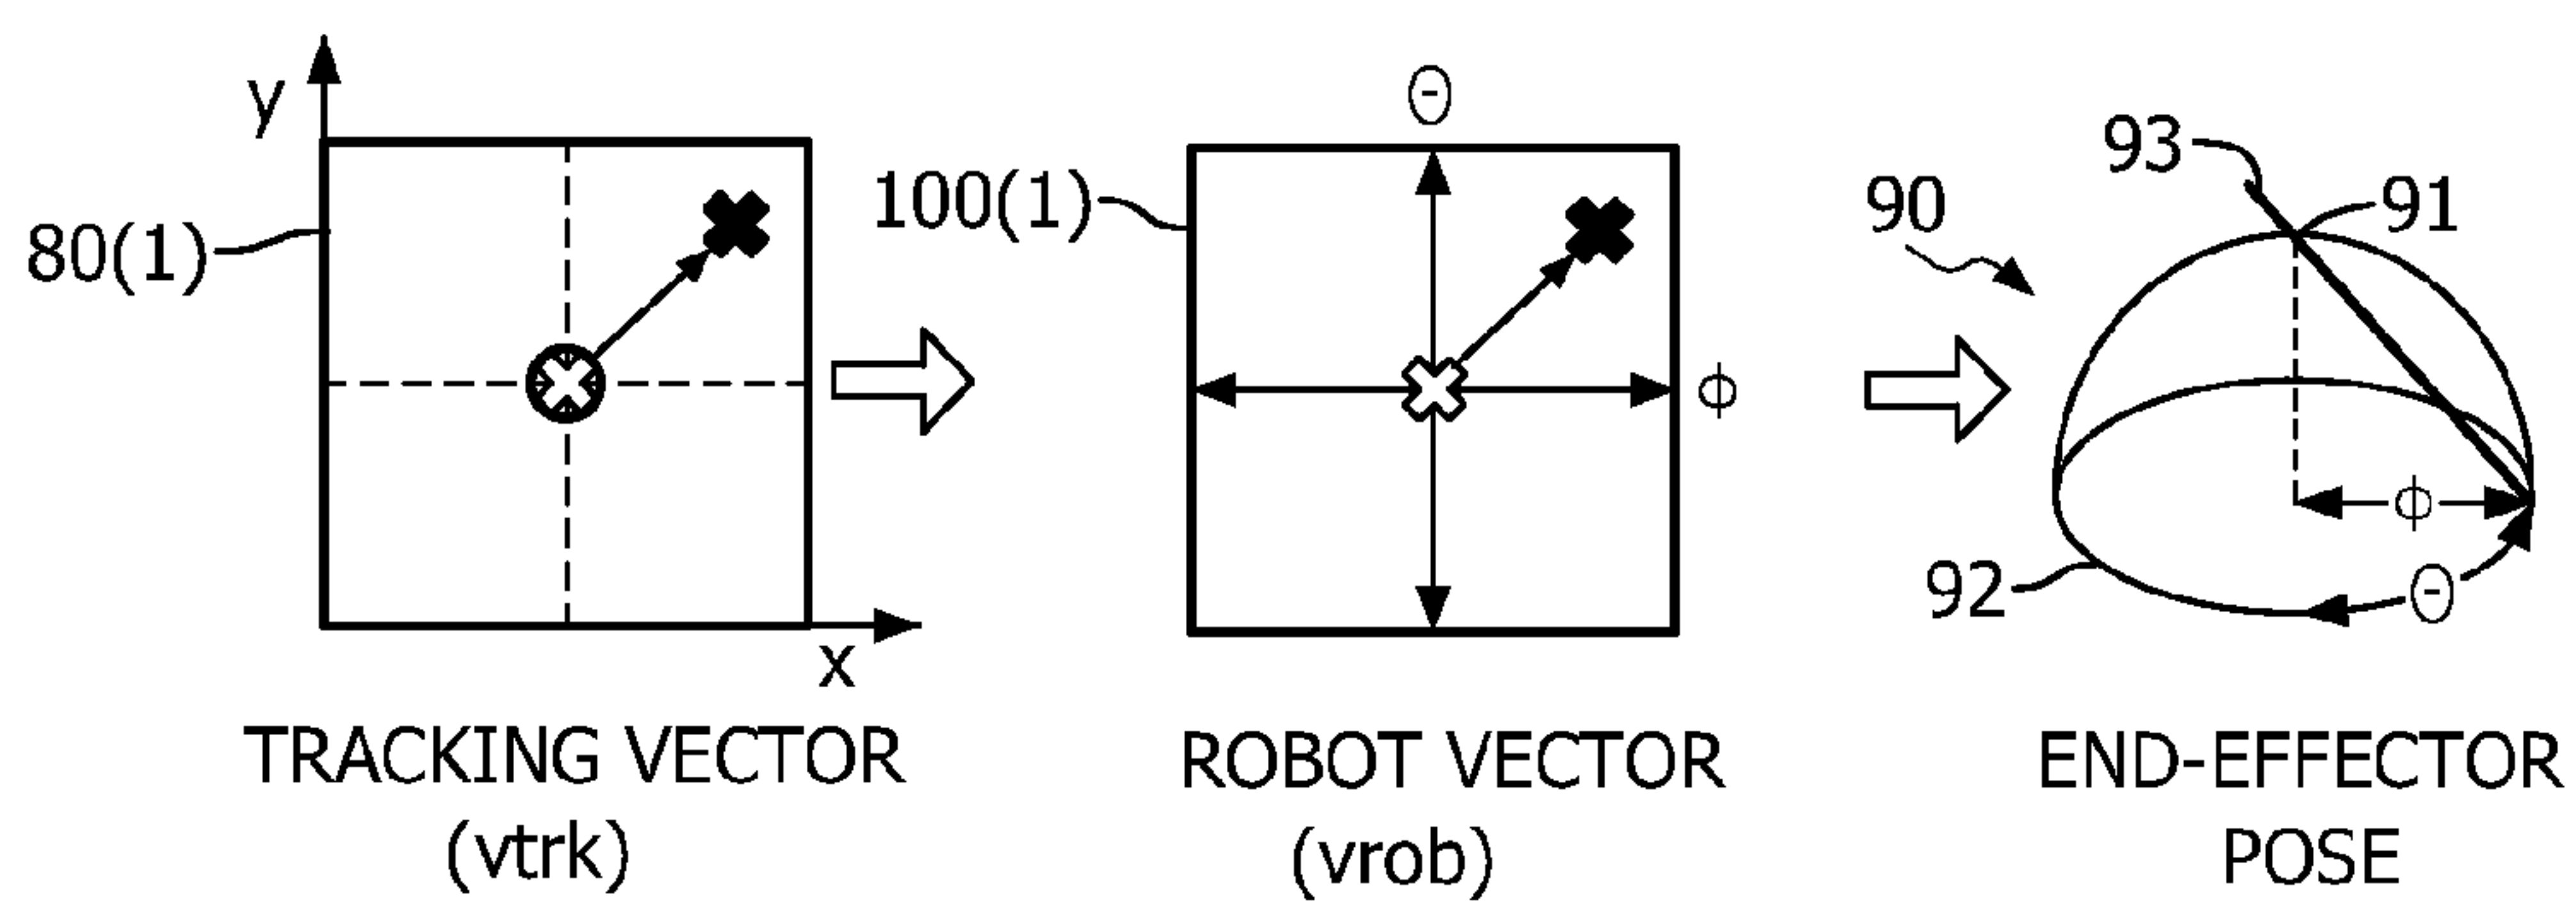 y
80(1)
x
TRACKING VECTOR
(vtrk)
Θ
100(1)
ϕ
ROBOT VECTOR
(vrob)
93
90
91
ϕ
92
Θ
END-EFFECTOR
POSE